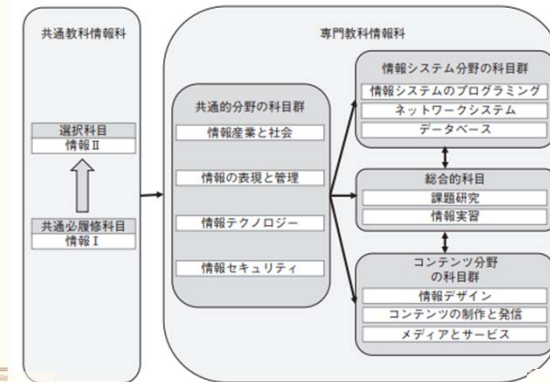 共通教科情報科
選択科目
情報Ⅱ
共通必履修科目
情報Ⅰ
専門教科情報科
共通的分野の科目群
情報産業と社会
情報の表現と管理
情報テクノロジー
情報セキュリティ
情報システム分野の科目群
情報システムのプログラミング
ネットワークシステム
データベース
総合的科目
課題研究
情報実習
コンテンツ分野
の科目群
情報デザイン
コンテンツの制作と発信
メディアとサービス